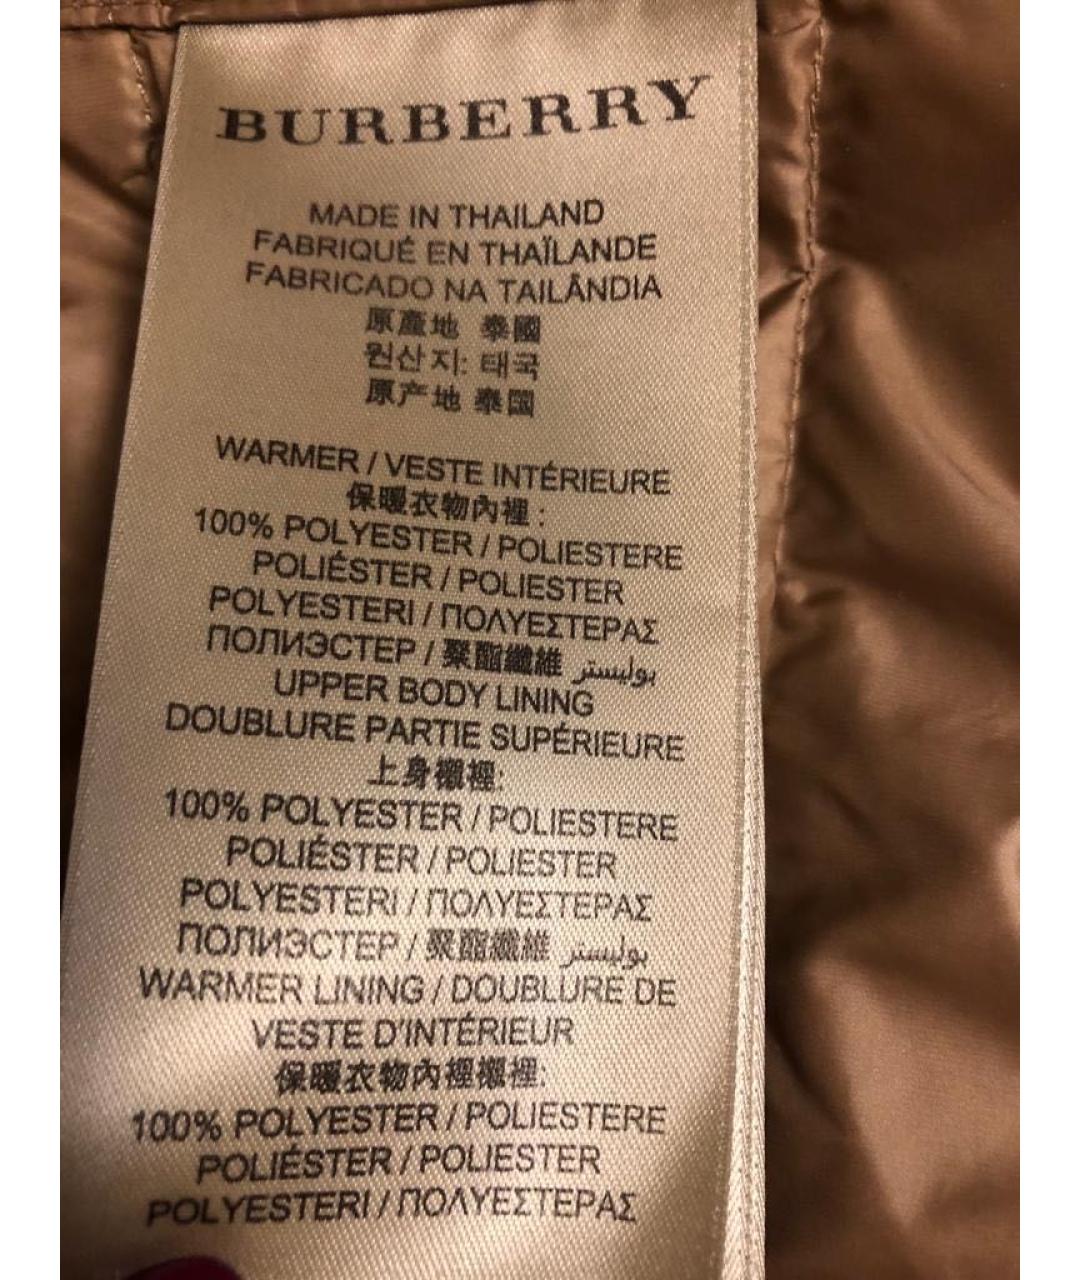 BURBERRY
MADE IN THAILAND
FABRIQUÉ EN THAÏLANDE
FABRICADO NA TAILÂNDIA
原產地 泰國
원산지: 태국
原产地 泰国
WARMER / VESTE INTÉRIEURE
保暖衣物內裡 :
100% POLYESTER / POLIESTERE
POLIÉSTER / POLIESTER
POLYESTERI / ΠΟΛΥΕΣΤΕΡΑΣ
ПОЛИЭСТЕР / 聚酯纖維 بوليستر
UPPER BODY LINING
DOUBLURE PARTIE SUPÉRIEURE
上身襯裡:
100% POLYESTER / POLIESTERE
POLIÉSTER / POLIESTER
POLYESTERI / ΠΟΛΥΕΣΤΕΡΑΣ
ПОЛИЭСТЕР / 聚酯纖維 بوليستر
WARMER LINING / DOUBLURE DE
VESTE D'INTÉRIEUR
保暖衣物內裡襯裡:
100% POLYESTER / POLIESTERE
POLIÉSTER / POLIESTER
POLYESTERI / ΠΟΛΥΕΣΤΕΡΑΣ